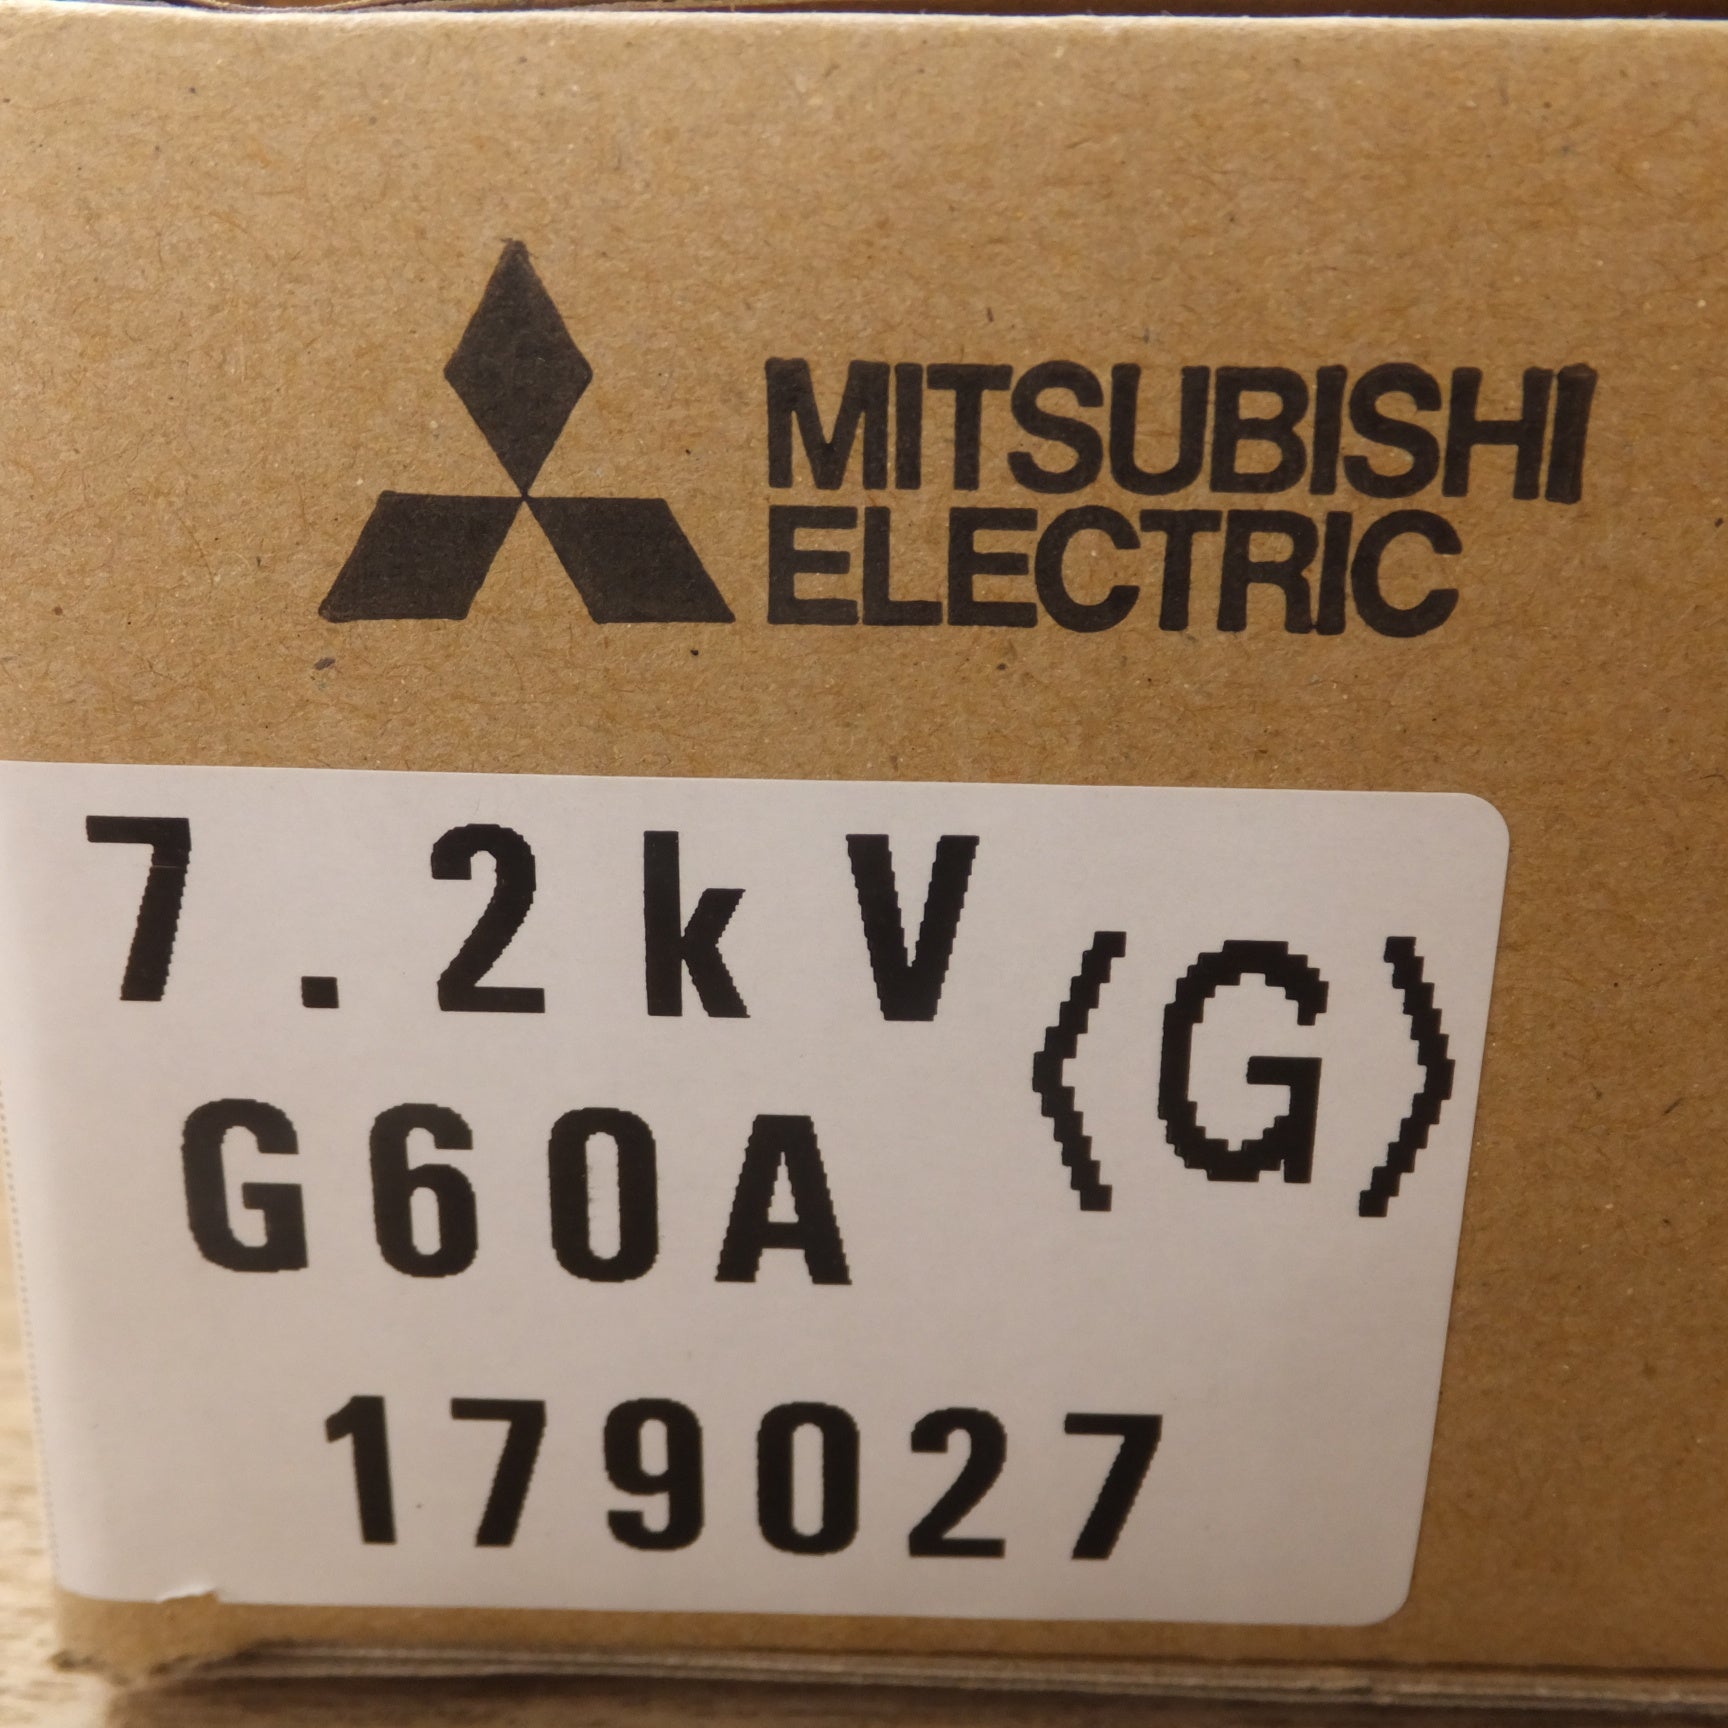 MITSUBISHI
ELECTRIC
7.2kV
⟨G⟩
G60A
179027